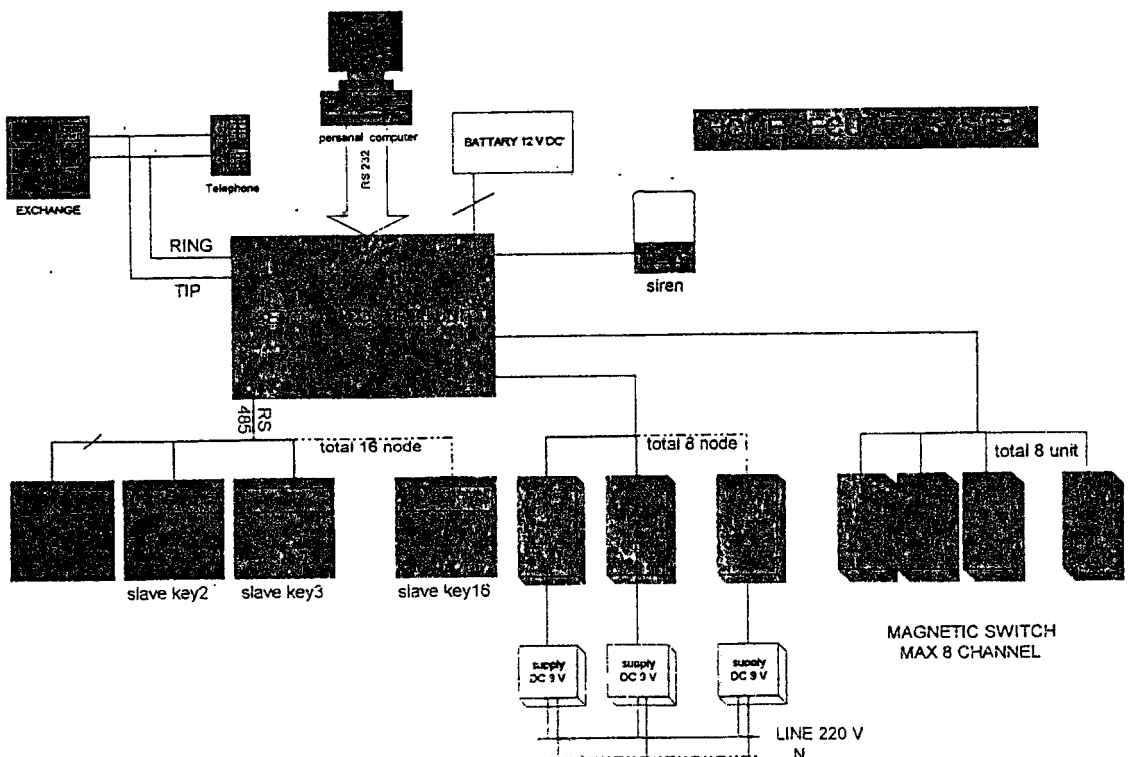 personal computer
BATTARY 12 V DC
RS 232
Telephone
EXCHANGE
RING
TIP
siren
RS
485
total 16 node
total 8 node
total 8 unit
slave key2
slave key3
slave key16
MAGNETIC SWITCH
MAX 8 CHANNEL
supply
DC 9 V
supply
DC 9 V
supply
DC 9 V
LINE 220 V
N